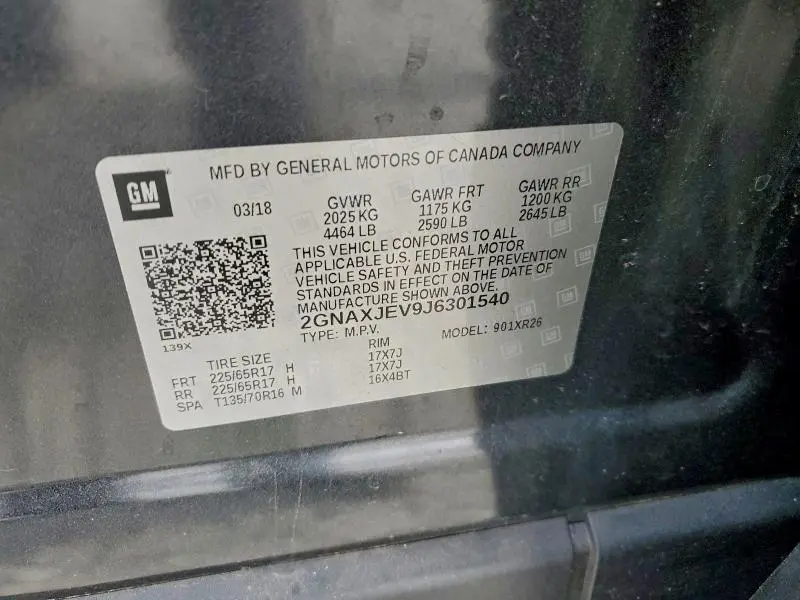 GM
MFD BY GENERAL MOTORS OF CANADA COMPANY
03/18
GVWR
2025 KG
4464 LB
GAWR FRT
1175 KG
2590 LB
GAWR RR
1200 KG
2645 LB
THIS VEHICLE CONFORMS TO ALL
APPLICABLE U.S. FEDERAL MOTOR
VEHICLE SAFETY AND THEFT PREVENTION
STANDARDS IN EFFECT ON THE DATE OF
MANUFACTURE SHOWN ABOVE.
2GNAXJEV9J6301540
TYPE: M.P.V. MODEL: 901XR26
139X
TIRE SIZE RIM
FRT 225/65R17 H 17X7J
RR 225/65R17 H 17X7J
SPA T135/70R16 M 16X4BT